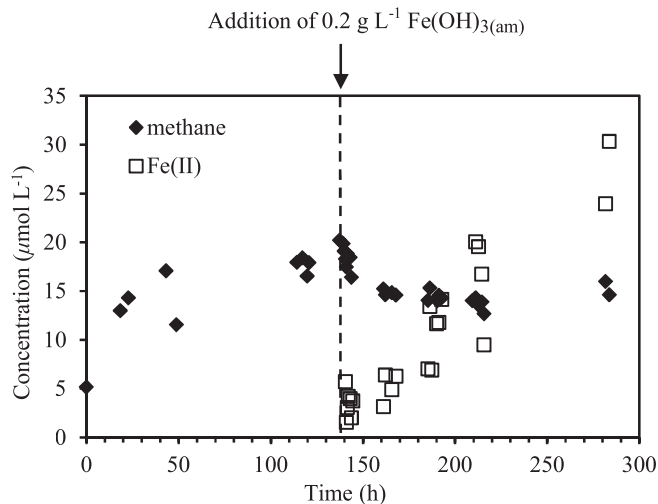 Addition of 0.2 g L⁻¹ Fe(OH)₃₍ₐₘ₎
35
30
25
20
15
10
5
0
Concentration (μmol L⁻¹)
methane
Fe(II)
0 50 100 150 200 250 300
Time (h)